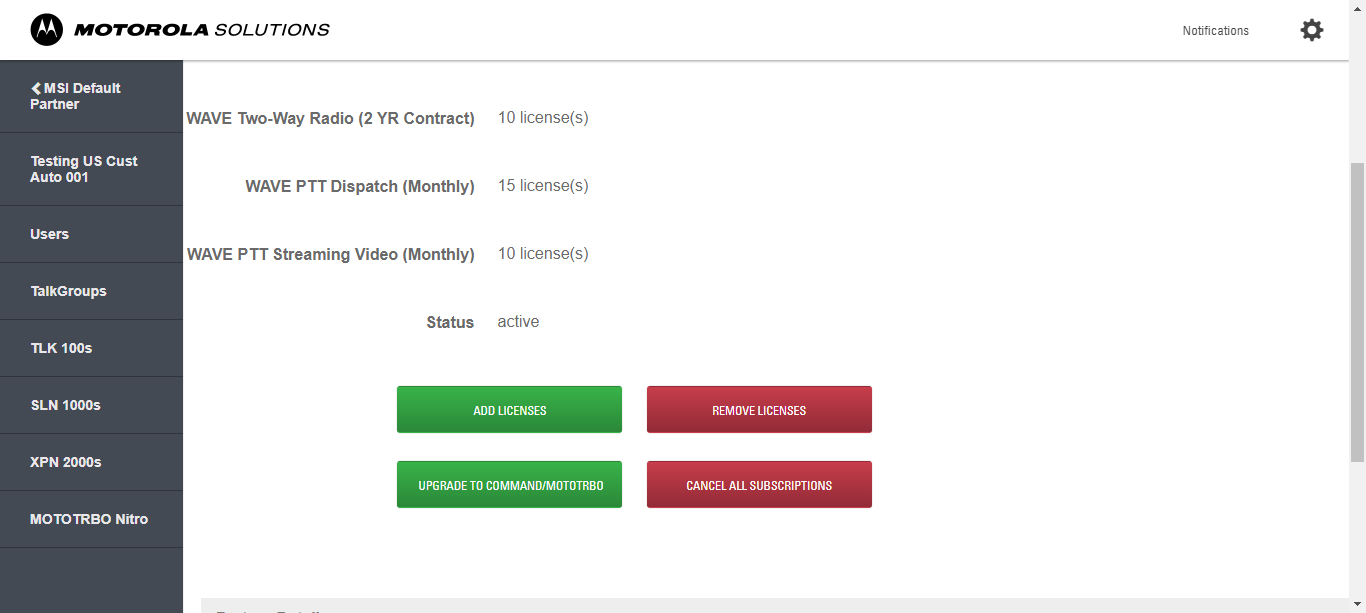 MOTOROLA SOLUTIONS
Notifications
MSI Default
Partner
Testing US Cust
Auto 001
Users
TalkGroups
TLK 100s
SLN 1000s
XPN 2000s
MOTOTRBO Nitro
WAVE Two-Way Radio (2 YR Contract) 10 license(s)
WAVE PTT Dispatch (Monthly) 15 license(s)
WAVE PTT Streaming Video (Monthly) 10 license(s)
Status active
ADD LICENSES REMOVE LICENSES
UPGRADE TO COMMAND/MOTOTRBO CANCEL ALL SUBSCRIPTIONS